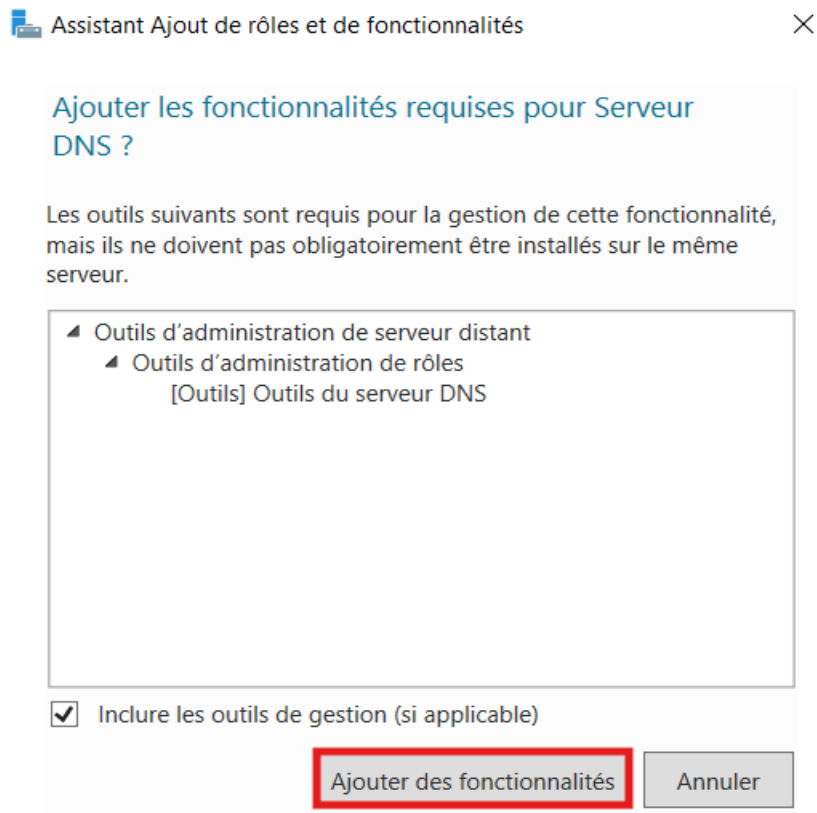 Assistant Ajout de rôles et de fonctionnalités
Ajouter les fonctionnalités requises pour Serveur
DNS ?
Les outils suivants sont requis pour la gestion de cette fonctionnalité,
mais ils ne doivent pas obligatoirement être installés sur le même
serveur.
Outils d’administration de serveur distant
Outils d’administration de rôles
[Outils] Outils du serveur DNS
Inclure les outils de gestion (si applicable)
Ajouter des fonctionnalités
Annuler